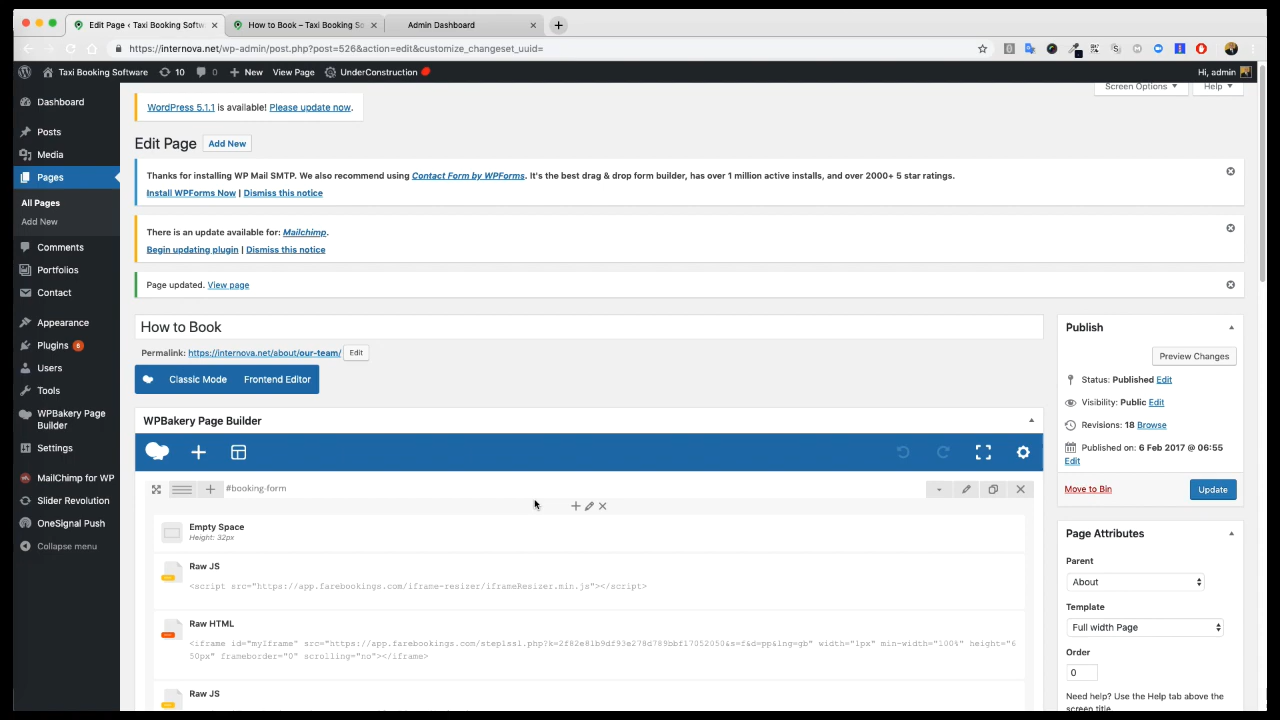 Edit Page ‹ Taxi Booking Softw
How to Book – Taxi Booking So
Admin Dashboard
https://internova.net/wp-admin/post.php?post=526&action=edit&customize_changeset_uuid=
Taxi Booking Software 10 0 New View Page UnderConstruction
Hi, admin
Screen Options
Help
Dashboard
Posts
Media
Pages
All Pages
Add New
Comments
Portfolios
Contact
Appearance
Plugins 6
Users
Tools
WPBakery Page
Builder
Settings
MailChimp for WP
Slider Revolution
OneSignal Push
Collapse menu
WordPress 5.1.1 is available! Please update now.
Edit Page Add New
Thanks for installing WP Mail SMTP. We also recommend using Contact Form by WPForms. It's the best drag & drop form builder, has over 1 million active installs, and over 2000+ 5 star ratings.
Install WPForms Now | Dismiss this notice
There is an update available for: Mailchimp.
Begin updating plugin | Dismiss this notice
Page updated. View page
How to Book
Permalink: https://internova.net/about/our-team/ Edit
Classic Mode Frontend Editor
WPBakery Page Builder
#booking-form
Empty Space
Height: 32px
Raw JS
<script src="https://app.farebookings.com/iframe-resizer/iframeResizer.min.js"></script>
Raw HTML
<iframe id="myIframe" src="https://app.farebookings.com/step1ss1.php?k=2f82e81b9df93e278d789bbf17052050&s=f&d=pp&lng=gb" width="1px" min-width="100%" height="6
50px" frameborder="0" scrolling="no"></iframe>
Raw JS
Publish
Preview Changes
Status: Published Edit
Visibility: Public Edit
Revisions: 18 Browse
Published on: 6 Feb 2017 @ 06:55
Edit
Move to Bin
Update
Page Attributes
Parent
About
Template
Full width Page
Order
0
Need help? Use the Help tab above the
screen title.